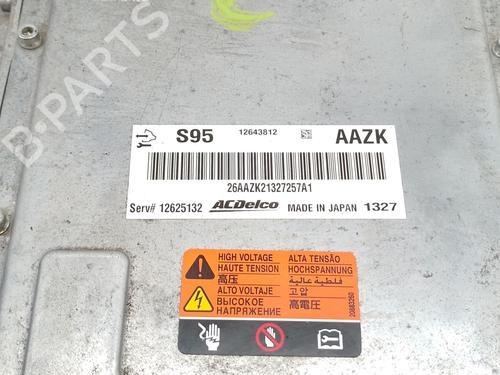 B-PARTS
S95 12643812 AAZK
26AAZK21327257A1
Serv# 12625132 ACDelco MADE IN JAPAN 1327
HIGH VOLTAGE
HAUTE TENSION
高压
ALTO VOLTAJE
ВЫСОКОЕ
НАПРЯЖЕНИЕ
ALTA TENSÃO
HOCHSPANNUNG
فلطية عالية
고압
高電圧
20883260